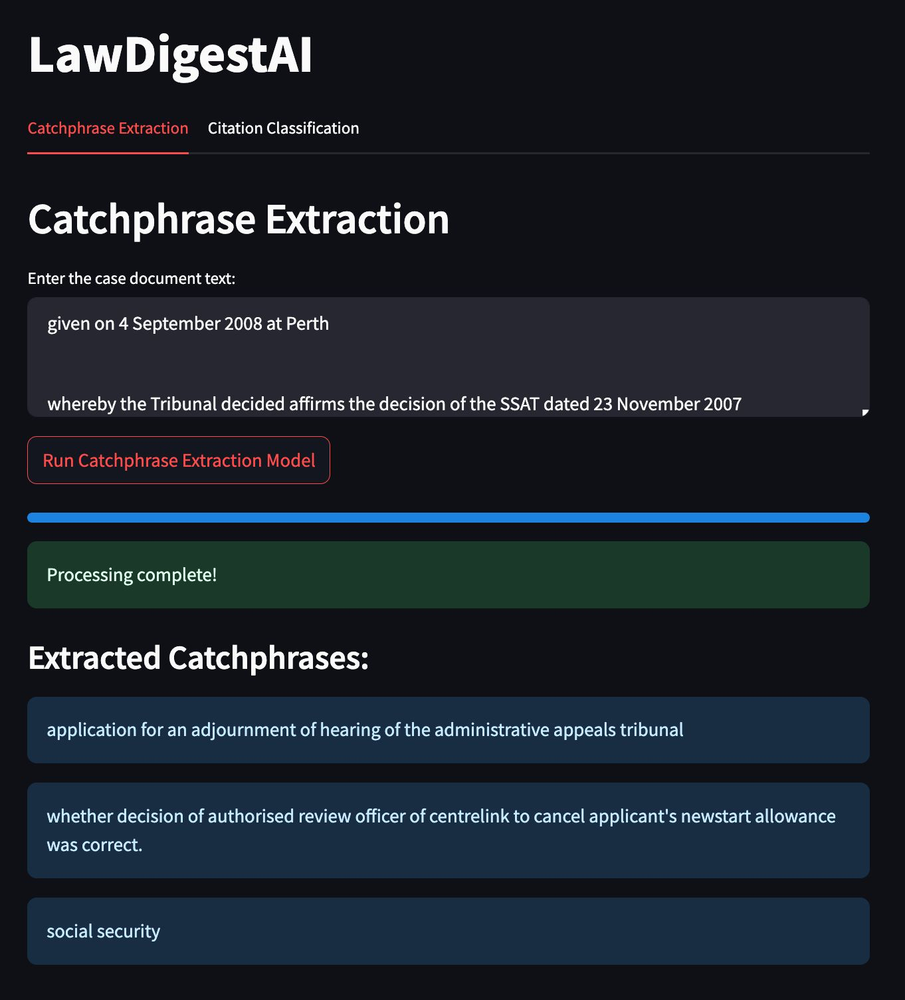 LawDigestAI
Catchphrase Extraction
Citation Classification
Catchphrase Extraction
Enter the case document text:
given on 4 September 2008 at Perth
whereby the Tribunal decided affirms the decision of the SSAT dated 23 November 2007
Run Catchphrase Extraction Model
Processing complete!
Extracted Catchphrases:
application for an adjournment of hearing of the administrative appeals tribunal
whether decision of authorised review officer of centrelink to cancel applicant's newstart allowance
was correct.
social security